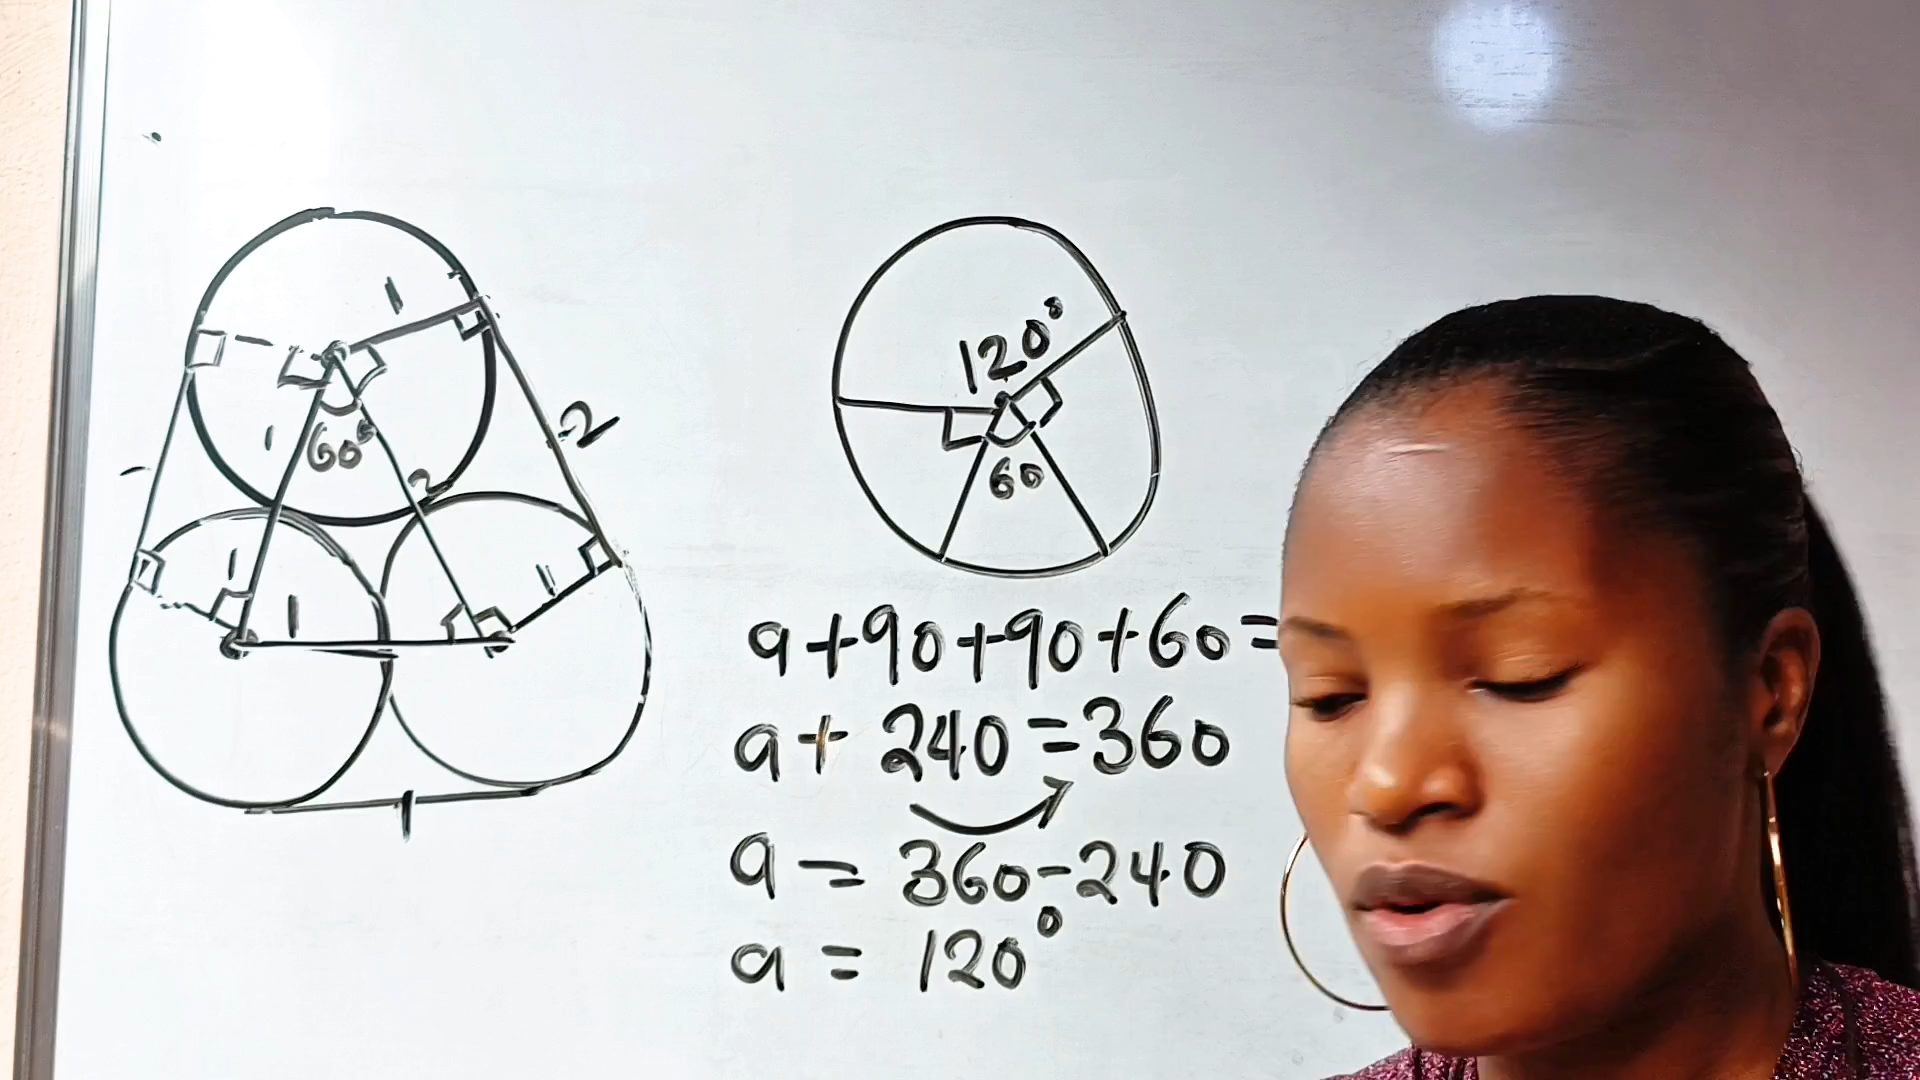 1
2
60°
1
2
1
1
1
1
120°
60
a+90+90+60=
a+ 240=360
a = 360-240
a = 120°